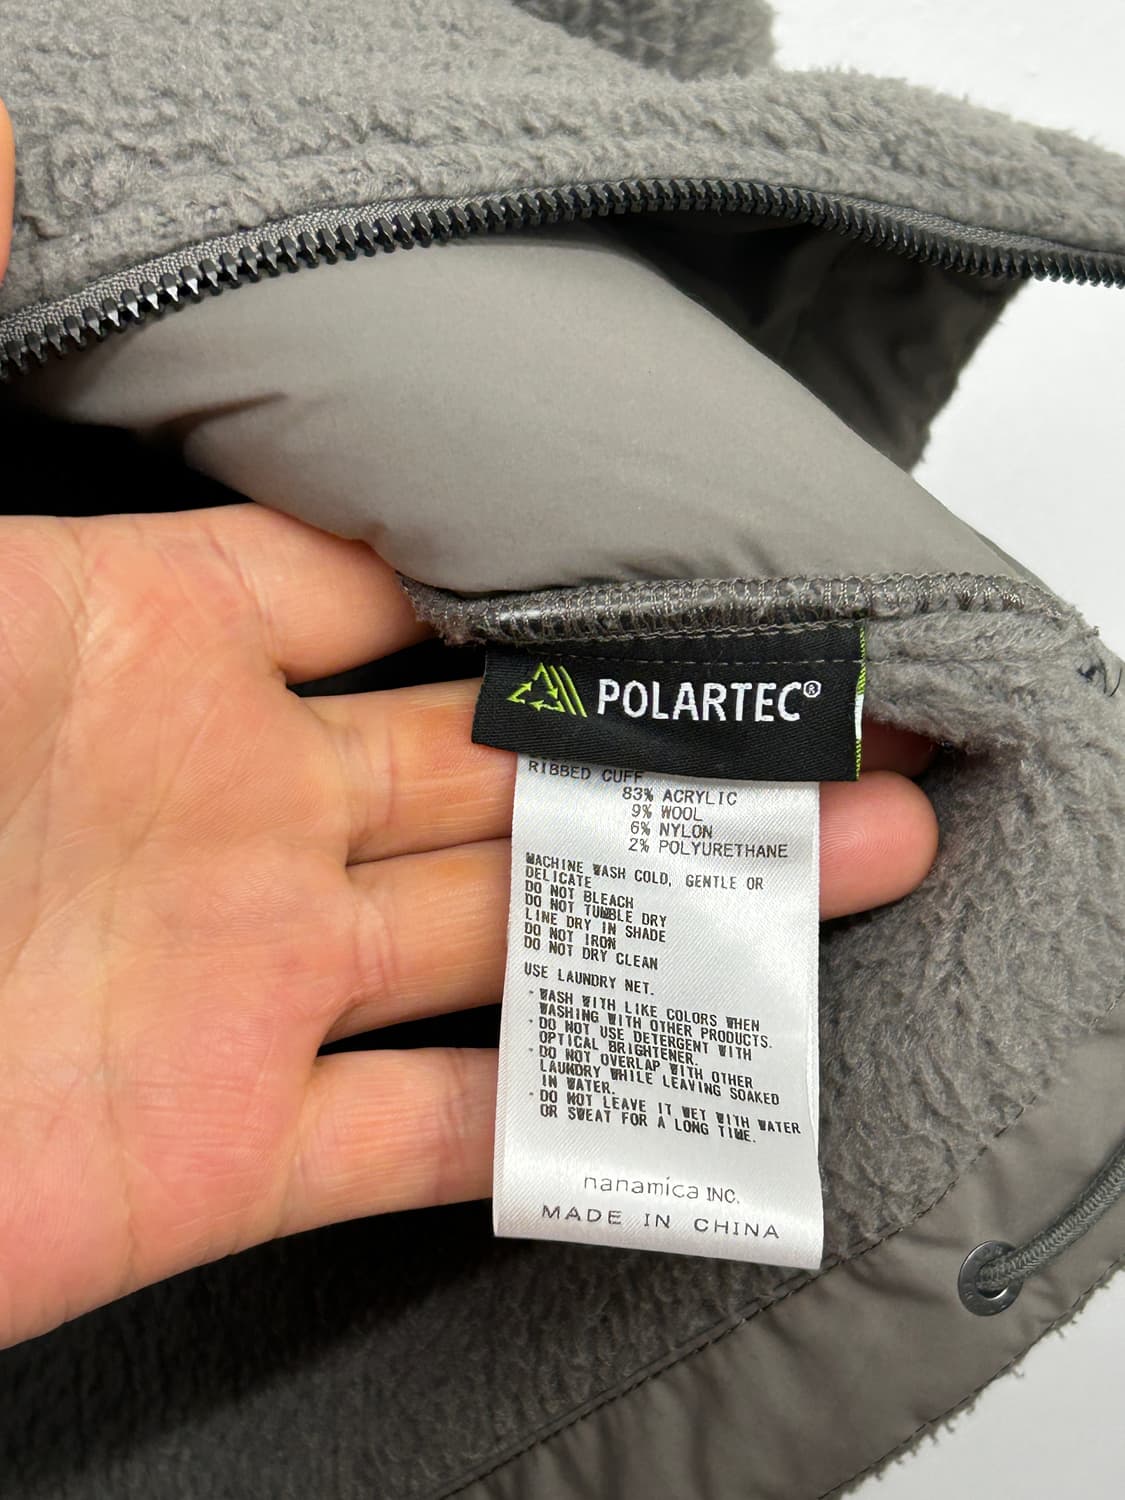 POLARTEC®
RIBBED CUFF
83% ACRYLIC
9% WOOL
6% NYLON
2% POLYURETHANE
MACHINE WASH COLD, GENTLE OR
DELICATE
DO NOT BLEACH
DO NOT TUMBLE DRY
LINE DRY IN SHADE
DO NOT IRON
DO NOT DRY CLEAN
USE LAUNDRY NET.
· WASH WITH LIKE COLORS WHEN
WASHING WITH OTHER PRODUCTS.
· DO NOT USE DETERGENT WITH
OPTICAL BRIGHTENER.
· DO NOT OVERLAP WITH OTHER
LAUNDRY WHILE LEAVING SOAKED
IN WATER.
· DO NOT LEAVE IT WET WITH WATER
OR SWEAT FOR A LONG TIME.
nanamica INC.
MADE IN CHINA